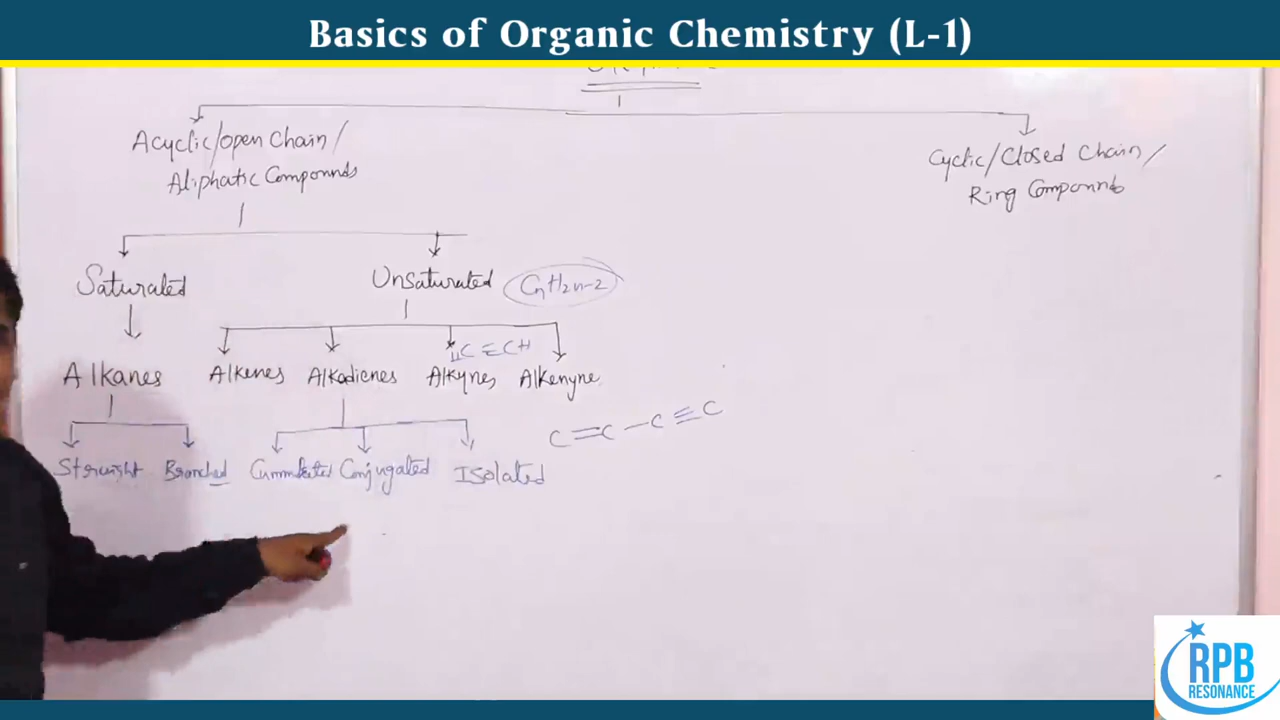 Basics of Organic Chemistry (L-1)
Acyclic/open Chain/
Aliphatic Compounds
Cyclic/Closed Chain/
Ring Compounds
Saturated
Unsaturated
CnH2n-2
HC≡CH
Alkanes
Alkenes
Alkadienes
Alkynes
Alkenyne
C=C-C≡C
Straight
Branched
Conjugated
Isolated
RPB
RESONANCE